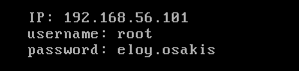 IP: 192.168.56.101
username: root
password: eloy.osakis